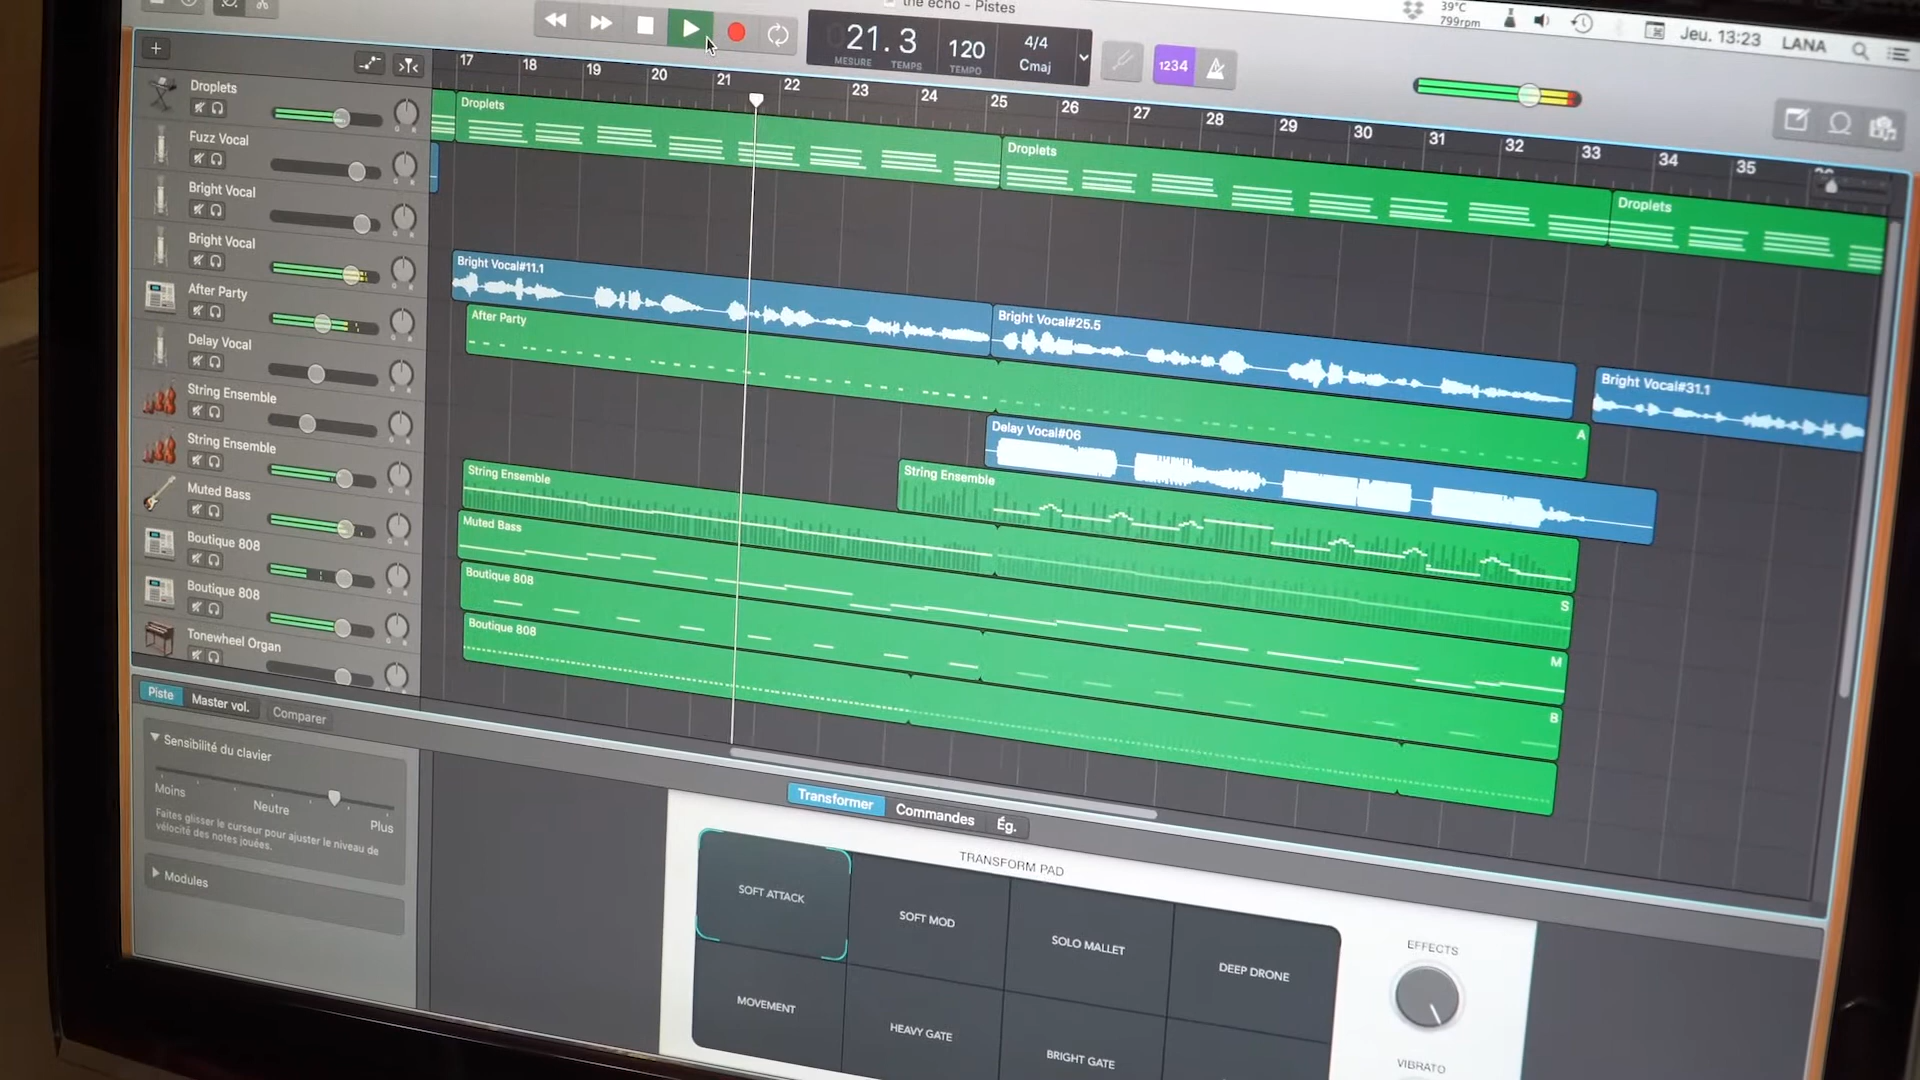 the echo - Pistes
39°C
799rpm
Jeu. 13:23 LANA
21.3
MESURE TEMPS
120
TEMPO
4/4
Cmaj
1234
17 18 19 20 21 22 23 24 25 26 27 28 29 30 31 32 33 34 35
Droplets
Fuzz Vocal
Bright Vocal
Bright Vocal
After Party
Delay Vocal
String Ensemble
String Ensemble
Muted Bass
Boutique 808
Boutique 808
Tonewheel Organ
Droplets
Droplets
Droplets
Bright Vocal#11.1
Bright Vocal#25.5
Bright Vocal#31.1
After Party
A
Delay Vocal#06
String Ensemble
String Ensemble
S
Muted Bass
M
Boutique 808
B
Boutique 808
Piste
Master vol.
Comparer
Sensibilité du clavier
Moins
Neutre
Plus
Faites glisser le curseur pour ajuster le niveau de
vélocité des notes jouées.
Modules
Transformer
Commandes
Ég.
TRANSFORM PAD
SOFT ATTACK
SOFT MOD
SOLO MALLET
DEEP DRONE
MOVEMENT
HEAVY GATE
BRIGHT GATE
EFFECTS
VIBRATO